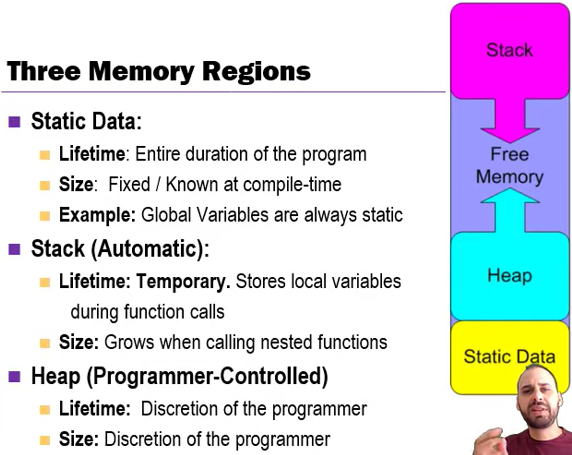 Three Memory Regions
Static Data:
Lifetime: Entire duration of the program
Size: Fixed / Known at compile-time
Example: Global Variables are always static
Stack (Automatic):
Lifetime: Temporary. Stores local variables
during function calls
Size: Grows when calling nested functions
Heap (Programmer-Controlled)
Lifetime: Discretion of the programmer
Size: Discretion of the programmer
Stack
Free
Memory
Heap
Static Data